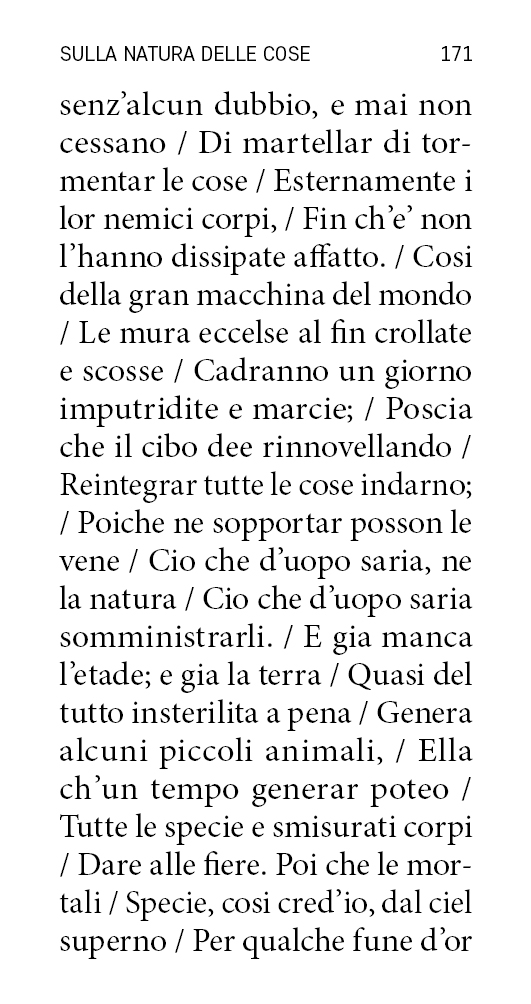 SULLA NATURA DELLE COSE 171
senz’alcun dubbio, e mai non
cessano / Di martellar di tor-
mentar le cose / Esternamente i
lor nemici corpi, / Fin ch’e’ non
l’hanno dissipate affatto. / Cosi
della gran macchina del mondo
/ Le mura eccelse al fin crollate
e scosse / Cadranno un giorno
imputridite e marcie; / Poscia
che il cibo dee rinnovellando /
Reintegrar tutte le cose indarno;
/ Poiche ne sopportar posson le
vene / Cio che d’uopo saria, ne
la natura / Cio che d’uopo saria
somministrarli. / E gia manca
l’etade; e gia la terra / Quasi del
tutto insterilita a pena / Genera
alcuni piccoli animali, / Ella
ch’un tempo generar poteo /
Tutte le specie e smisurati corpi
/ Dare alle fiere. Poi che le mor-
tali / Specie, cosi cred’io, dal ciel
superno / Per qualche fune d’or